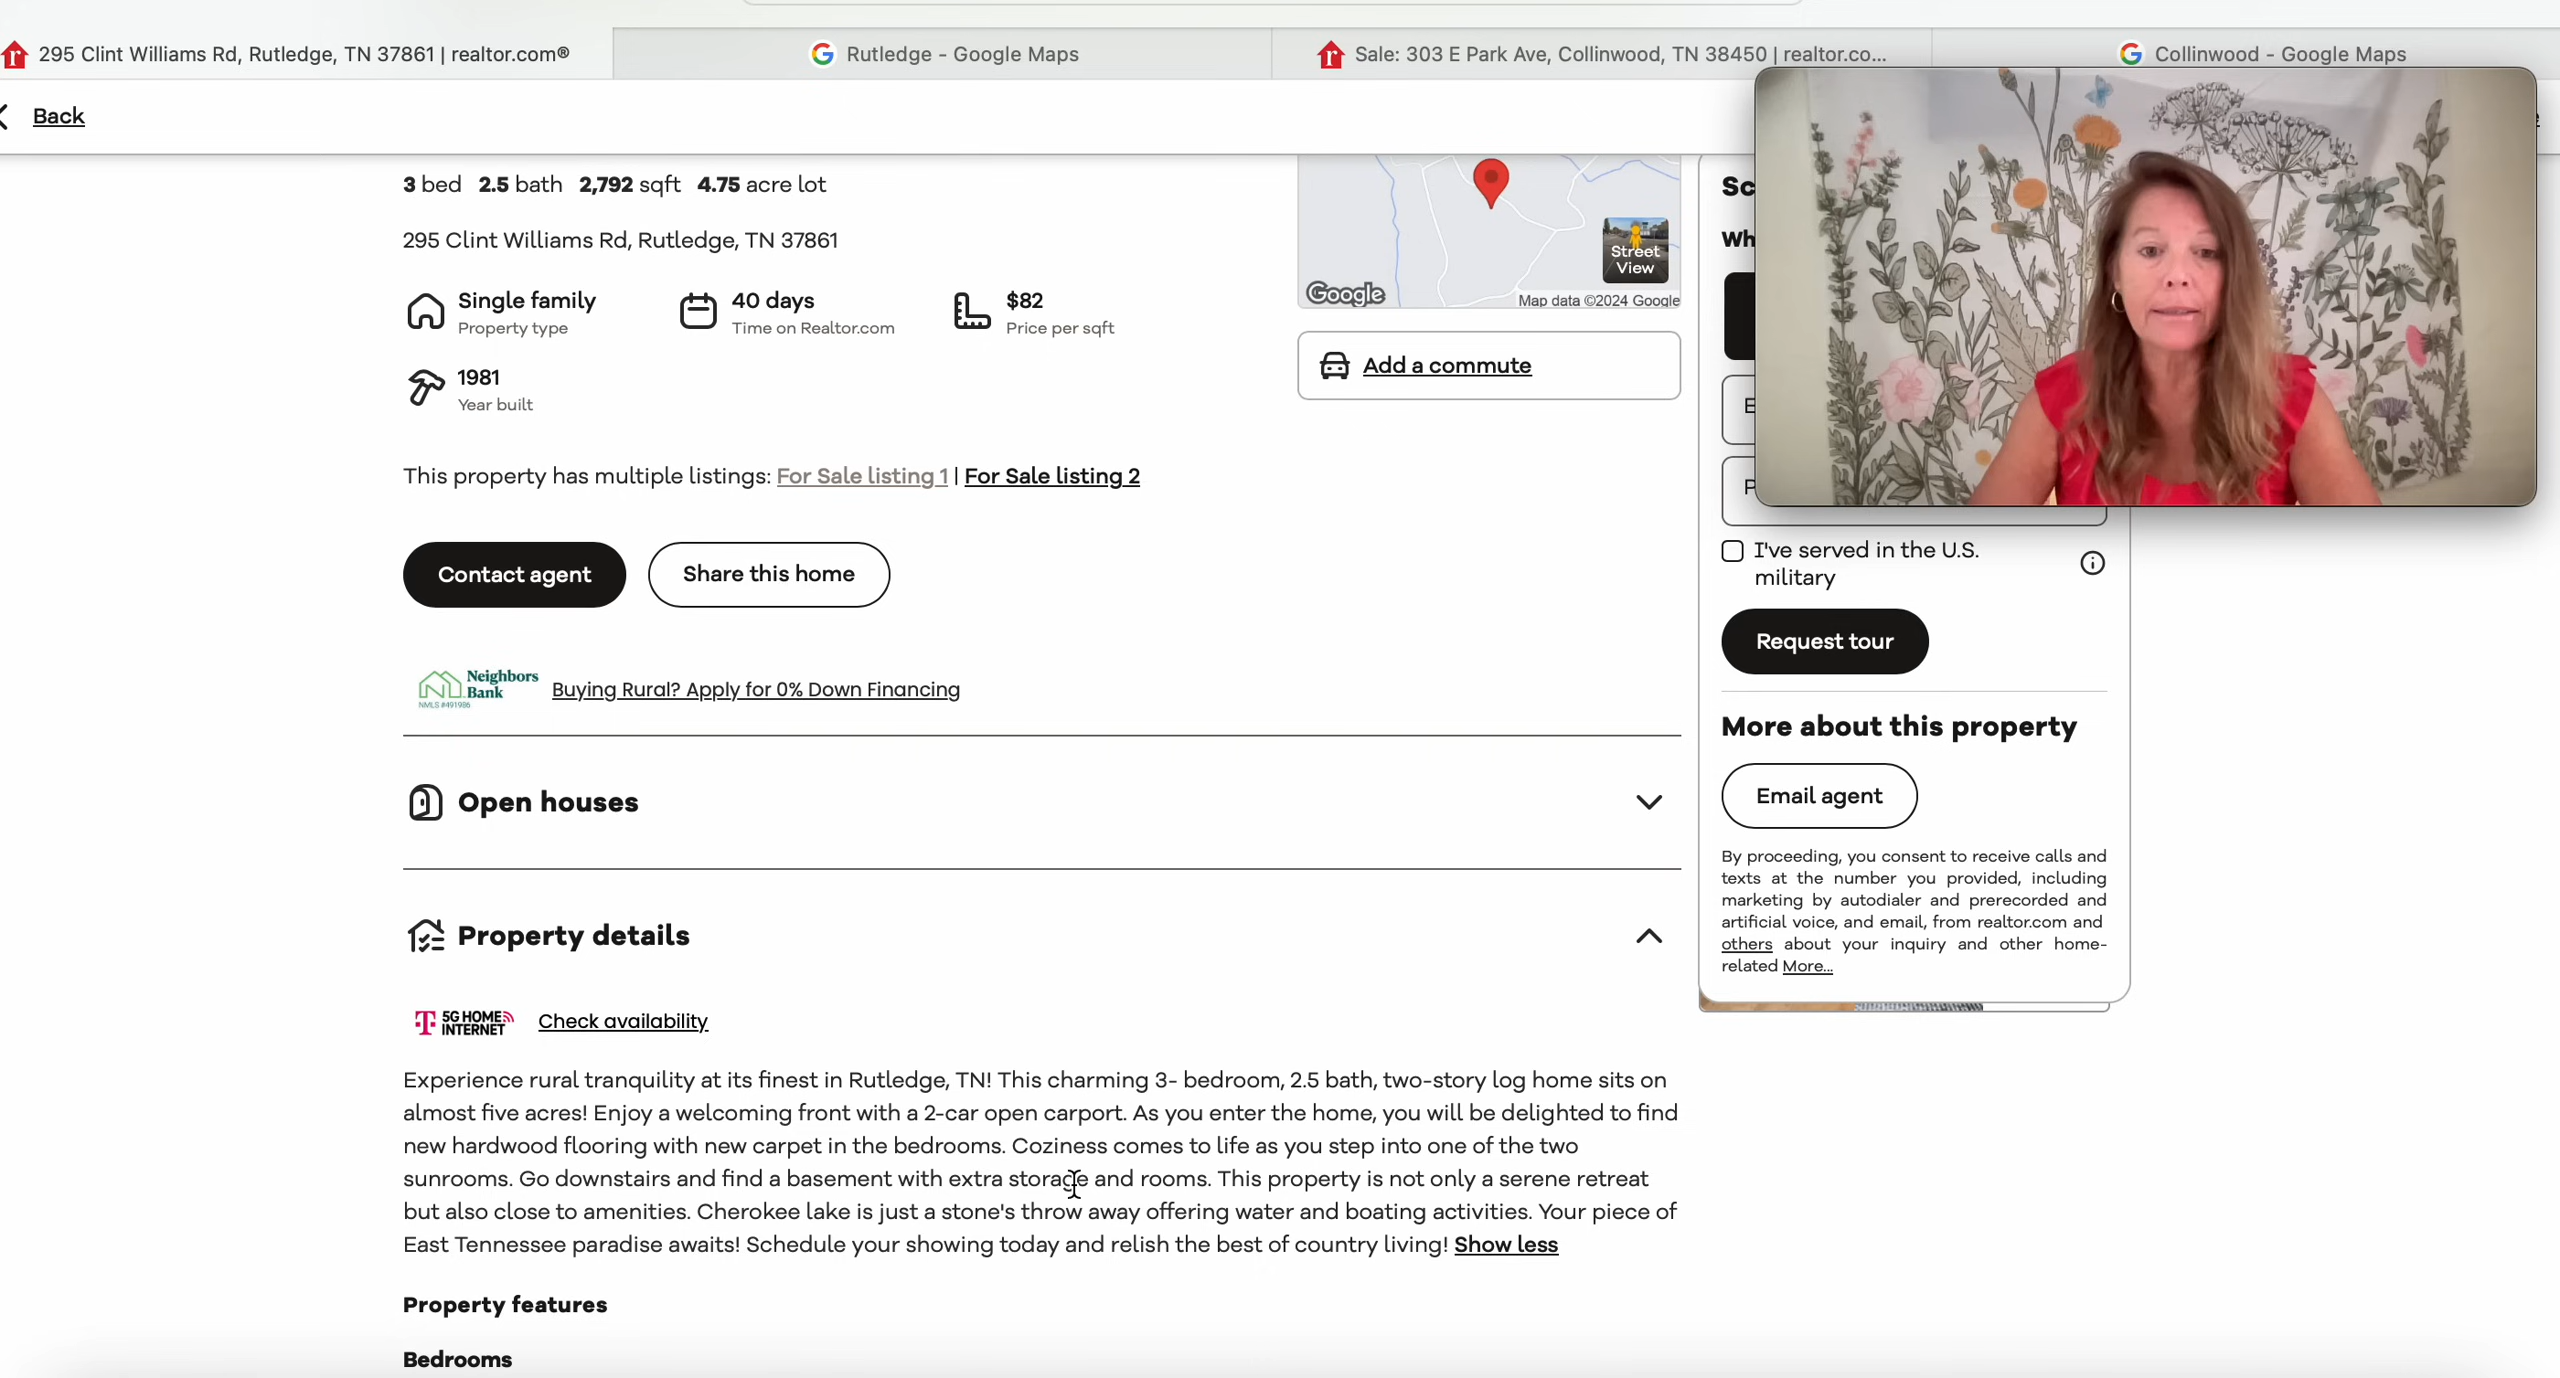 295 Clint Williams Rd, Rutledge, TN 37861 | realtor.com®
Rutledge - Google Maps
Sale: 303 E Park Ave, Collinwood, TN 38450 | realtor.co...
Collinwood - Google Maps
Back
3 bed 2.5 bath 2,792 sqft 4.75 acre lot
295 Clint Williams Rd, Rutledge, TN 37861
Single family
Property type
40 days
Time on Realtor.com
$82
Price per sqft
1981
Year built
Street
View
Google
Map data ©2024 Google
Add a commute
This property has multiple listings: For Sale listing 1 | For Sale listing 2
Contact agent
Share this home
Neighbors
Bank
NMLS #491986
Buying Rural? Apply for 0% Down Financing
Open houses
Property details
T 5G HOME
INTERNET
Check availability
Experience rural tranquility at its finest in Rutledge, TN! This charming 3- bedroom, 2.5 bath, two-story log home sits on
almost five acres! Enjoy a welcoming front with a 2-car open carport. As you enter the home, you will be delighted to find
new hardwood flooring with new carpet in the bedrooms. Coziness comes to life as you step into one of the two
sunrooms. Go downstairs and find a basement with extra storage and rooms. This property is not only a serene retreat
but also close to amenities. Cherokee lake is just a stone's throw away offering water and boating activities. Your piece of
East Tennessee paradise awaits! Schedule your showing today and relish the best of country living! Show less
Property features
Bedrooms
Sc
Wh
E
P
I've served in the U.S.
military
Request tour
More about this property
Email agent
By proceeding, you consent to receive calls and
texts at the number you provided, including
marketing by autodialer and prerecorded and
artificial voice, and email, from realtor.com and
others about your inquiry and other home-
related More...